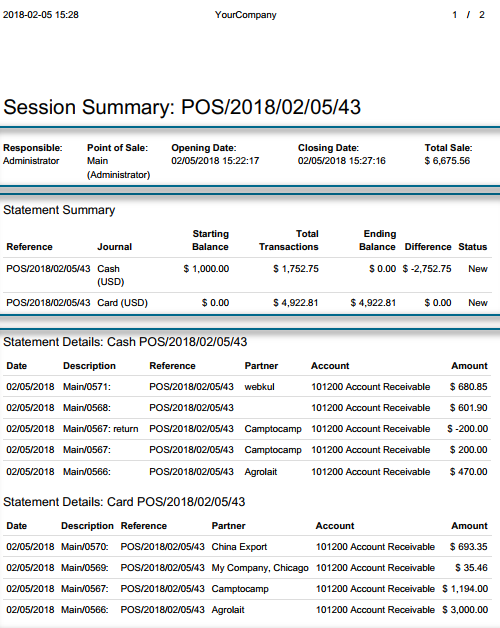 2018-02-05 15:28 YourCompany 1 / 2
Session Summary: POS/2018/02/05/43
Responsible: Point of Sale: Opening Date: Closing Date: Total Sale:
Administrator Main 02/05/2018 15:22:17 02/05/2018 15:27:16 $ 6,675.56
(Administrator)
Statement Summary
Starting Total Ending
Reference Journal Balance Transactions Balance Difference Status
POS/2018/02/05/43 Cash $ 1,000.00 $ 1,752.75 $ 0.00 $ -2,752.75 New
(USD)
POS/2018/02/05/43 Card (USD) $ 0.00 $ 4,922.81 $ 4,922.81 $ 0.00 New
Statement Details: Cash POS/2018/02/05/43
Date Description Reference Partner Account Amount
02/05/2018 Main/0571: POS/2018/02/05/43 webkul 101200 Account Receivable $ 680.85
02/05/2018 Main/0568: POS/2018/02/05/43 101200 Account Receivable $ 601.90
02/05/2018 Main/0567: return POS/2018/02/05/43 Camptocamp 101200 Account Receivable $ -200.00
02/05/2018 Main/0567: POS/2018/02/05/43 Camptocamp 101200 Account Receivable $ 200.00
02/05/2018 Main/0566: POS/2018/02/05/43 Agrolait 101200 Account Receivable $ 470.00
Statement Details: Card POS/2018/02/05/43
Date Description Reference Partner Account Amount
02/05/2018 Main/0570: POS/2018/02/05/43 China Export 101200 Account Receivable $ 693.35
02/05/2018 Main/0569: POS/2018/02/05/43 My Company, Chicago 101200 Account Receivable $ 35.46
02/05/2018 Main/0567: POS/2018/02/05/43 Camptocamp 101200 Account Receivable $ 1,194.00
02/05/2018 Main/0566: POS/2018/02/05/43 Agrolait 101200 Account Receivable $ 3,000.00